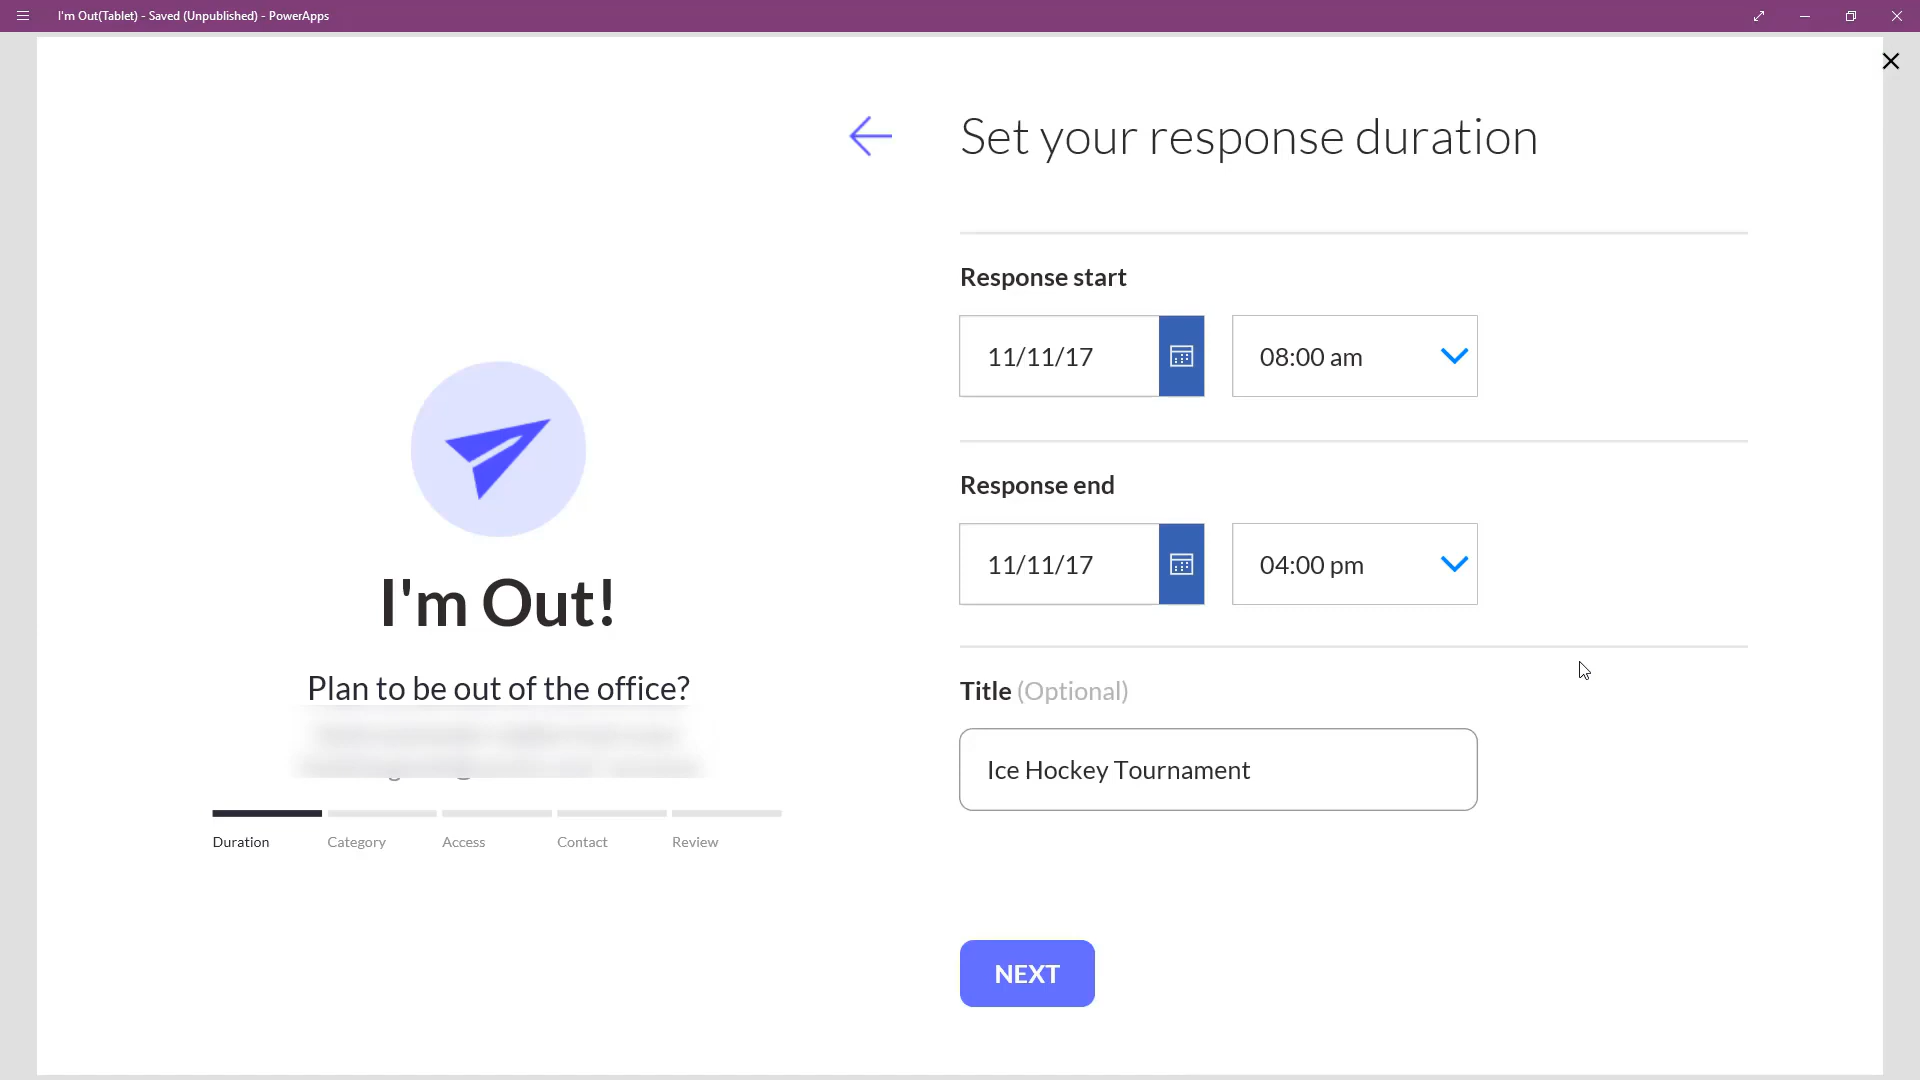 I'm Out(Tablet) - Saved (Unpublished) - PowerApps
Set your response duration
Response start
11/11/17
08:00 am
Response end
11/11/17
04:00 pm
Title (Optional)
Ice Hockey Tournament
NEXT
I'm Out!
Plan to be out of the office?
Duration
Category
Access
Contact
Review